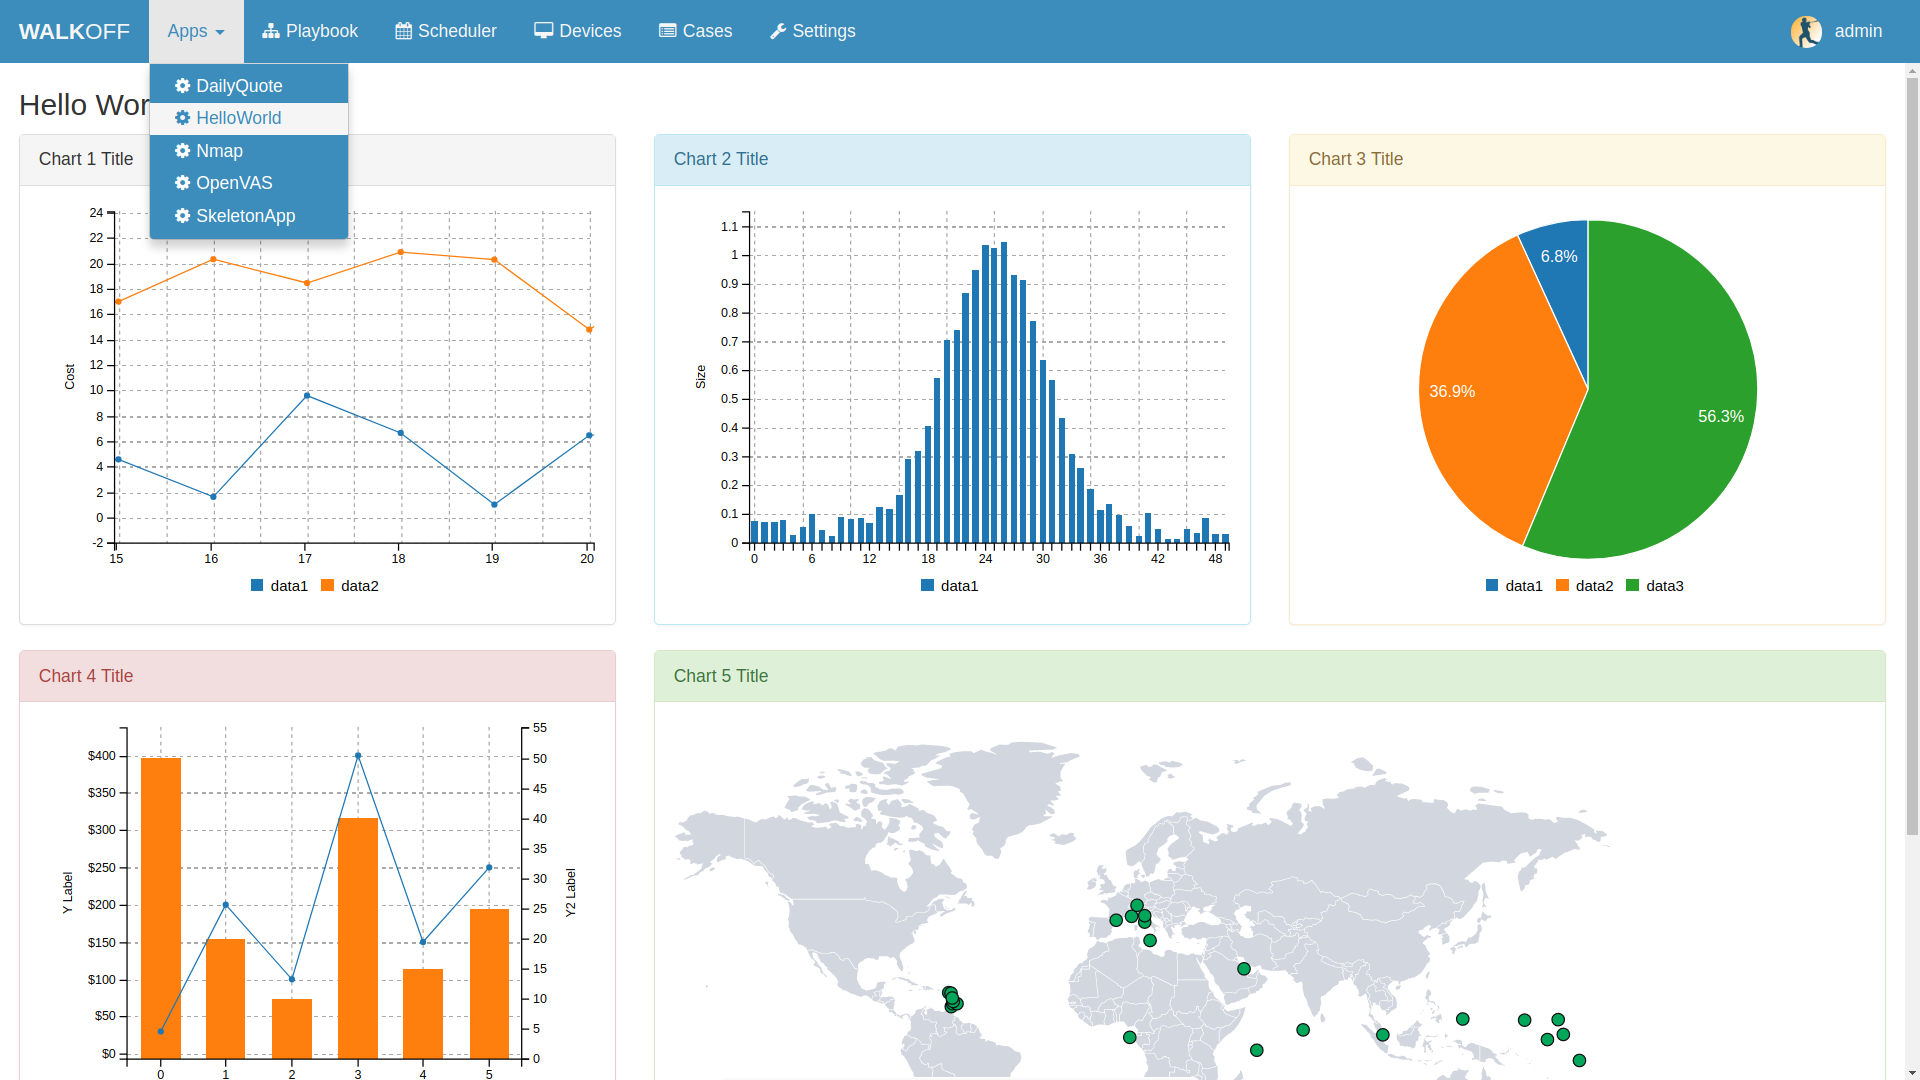 WALKOFF Apps Playbook Scheduler Devices Cases Settings admin
DailyQuote
HelloWorld
Nmap
OpenVAS
SkeletonApp
Hello Wor
Chart 1 Title
24
22
20
18
16
14
12
10
8
6
4
2
0
-2
Cost
15 16 17 18 19 20
data1 data2
Chart 2 Title
1.1
1
0.9
0.8
0.7
0.6
0.5
0.4
0.3
0.2
0.1
0
Size
0 6 12 18 24 30 36 42 48
data1
Chart 3 Title
6.8%
36.9%
56.3%
data1 data2 data3
Chart 4 Title
$400
$350
$300
$250
$200
$150
$100
$50
$0
Y Label
55
50
45
40
35
30
25
20
15
10
5
0
Y2 Label
0 1 2 3 4 5
Chart 5 Title